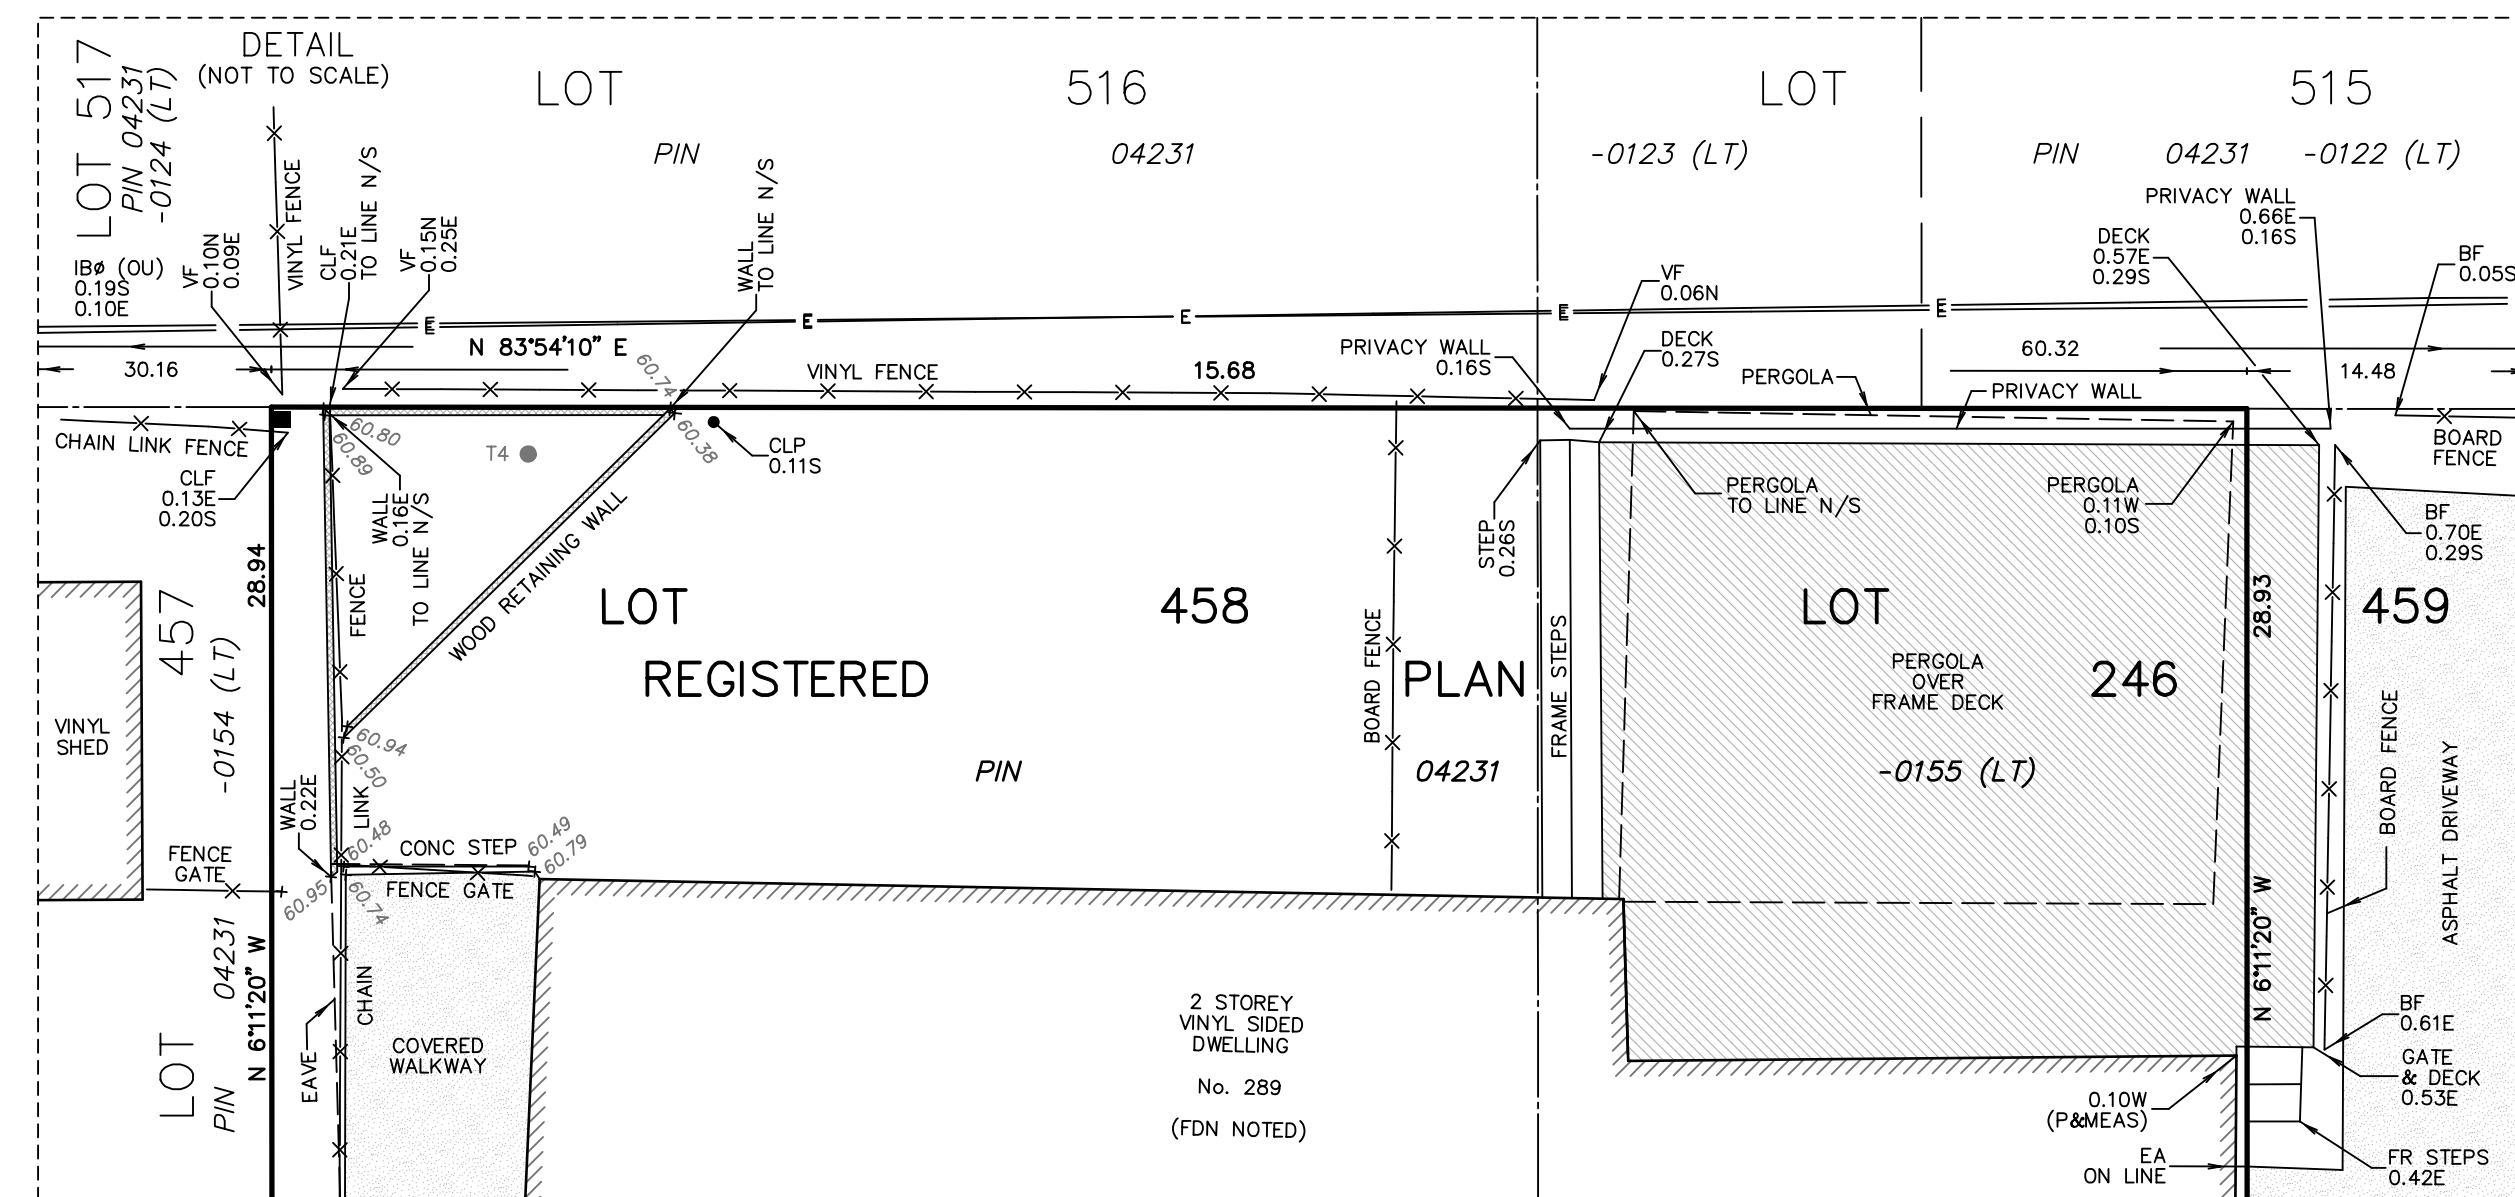 DETAIL
(NOT TO SCALE)
LOT 517
PIN 04231
-0124 (LT)
LOT 516
LOT 515
PIN 04231 -0123 (LT)
PIN 04231 -0122 (LT)
IBø (OU)
0.19S
0.10E
VF
0.10N
0.09E
VINYL FENCE
CLF
0.21E
TO LINE N/S
VF
0.15N
0.25E
WALL
TO LINE N/S
VF
0.06N
DECK
0.27S
PRIVACY WALL
0.16S
PERGOLA
PRIVACY WALL
DECK
0.57E
0.29S
PRIVACY WALL
0.66E
0.16S
BF
0.05S
E
E
E
E
E
N 83°54'10" E
30.16
VINYL FENCE
15.68
60.32
14.48
60.74
60.38
60.80
60.89
T4
CLP
0.11S
CHAIN LINK FENCE
CLF
0.13E
0.20S
WALL
0.16E
TO LINE N/S
WOOD RETAINING WALL
STEP
0.26S
PERGOLA
TO LINE N/S
PERGOLA
0.11W
0.10S
BOARD
FENCE
BF
0.70E
0.29S
28.94
28.93
LOT 458
LOT 459
REGISTERED PLAN 246
PIN 04231 -0155 (LT)
PERGOLA
OVER
FRAME DECK
BOARD FENCE
FRAME STEPS
BOARD FENCE
ASPHALT DRIVEWAY
VINYL
SHED
LOT 457
PIN 04231 -0154 (LT)
CHAIN LINK FENCE
60.94
60.50
WALL
0.22E
60.48
60.49
60.79
CONC STEP
FENCE GATE
FENCE
GATE
60.95
60.74
N 6°11'20" W
N 6°11'20" W
EAVE
COVERED
WALKWAY
2 STOREY
VINYL SIDED
DWELLING
No. 289
(FDN NOTED)
BF
0.61E
GATE
& DECK
0.53E
0.10W
(P&MEAS)
EA
ON LINE
FR STEPS
0.42E